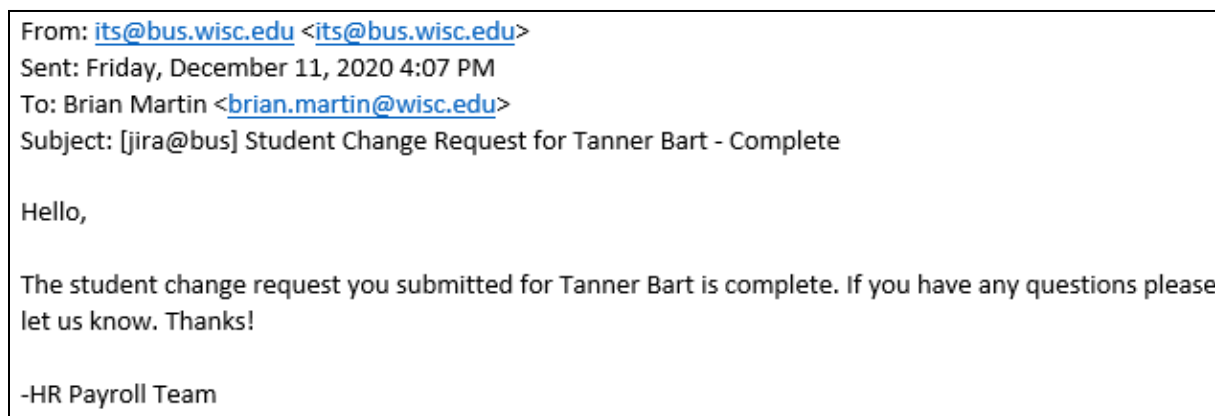 From: its@bus.wisc.edu <its@bus.wisc.edu>
Sent: Friday, December 11, 2020 4:07 PM
To: Brian Martin <brian.martin@wisc.edu>
Subject: [jira@bus] Student Change Request for Tanner Bart - Complete
Hello,
The student change request you submitted for Tanner Bart is complete. If you have any questions please
let us know. Thanks!
-HR Payroll Team